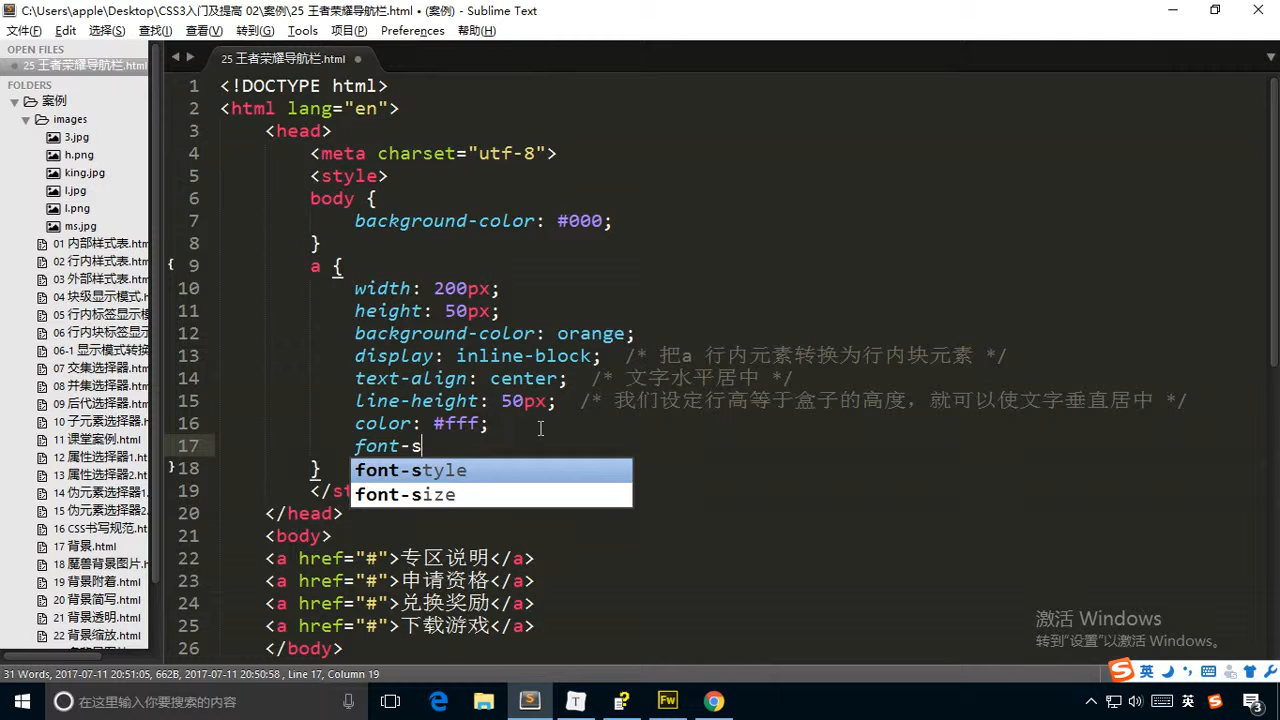 C:\Users\apple\Desktop\CSS3入门及提高 02\案例\25 王者荣耀导航栏.html • (案例) - Sublime Text
文件(F) Edit 选择(S) 查找(I) 查看(V) 转到(G) Tools 项目(P) Preferences 帮助(H)
OPEN FILES
25 王者荣耀导航栏.html
FOLDERS
案例
images
3.jpg
h.png
king.jpg
l.jpg
l.png
ms.jpg
01 内部样式表.htm
02 行内样式表.htm
03 外部样式表.htm
04 块级显示模式.h
05 行内标签显示模
06 行内块标签显示
06-1 显示模式转换
07 交集选择器.htm
08 并集选择器.htm
09 后代选择器.htm
10 子元素选择器.h
11 课堂案例.html
12 属性选择器1.htm
13 属性选择器2.htm
14 伪元素选择器.h
15 伪元素选择器2.
16 CSS书写规范.ht
17 背景.html
18 魔兽背景图片.h
19 背景附着.html
20 背景简写.html
21 背景透明.html
22 背景缩放.html
25 王者荣耀导航栏.html
1 <!DOCTYPE html>
2 <html lang="en">
3 <head>
4 <meta charset="utf-8">
5 <style>
6 body {
7 background-color: #000;
8 }
9 a {
10 width: 200px;
11 height: 50px;
12 background-color: orange;
13 display: inline-block; /* 把a 行内元素转换为行内块元素 */
14 text-align: center; /* 文字水平居中 */
15 line-height: 50px; /* 我们设定行高等于盒子的高度，就可以使文字垂直居中 */
16 color: #fff;
17 font-s
18 }
font-style
19 </st
font-size
20 </head>
21 <body>
22 <a href="#">专区说明</a>
23 <a href="#">申请资格</a>
24 <a href="#">兑换奖励</a>
25 <a href="#">下载游戏</a>
26 </body>
激活 Windows
转到"设置"以激活 Windows。
31 Words, 2017-07-11 20:51:05, 662B, 2017-07-11 20:50:58, Line 17, Column 19
英
在这里输入你要搜索的内容
英
3